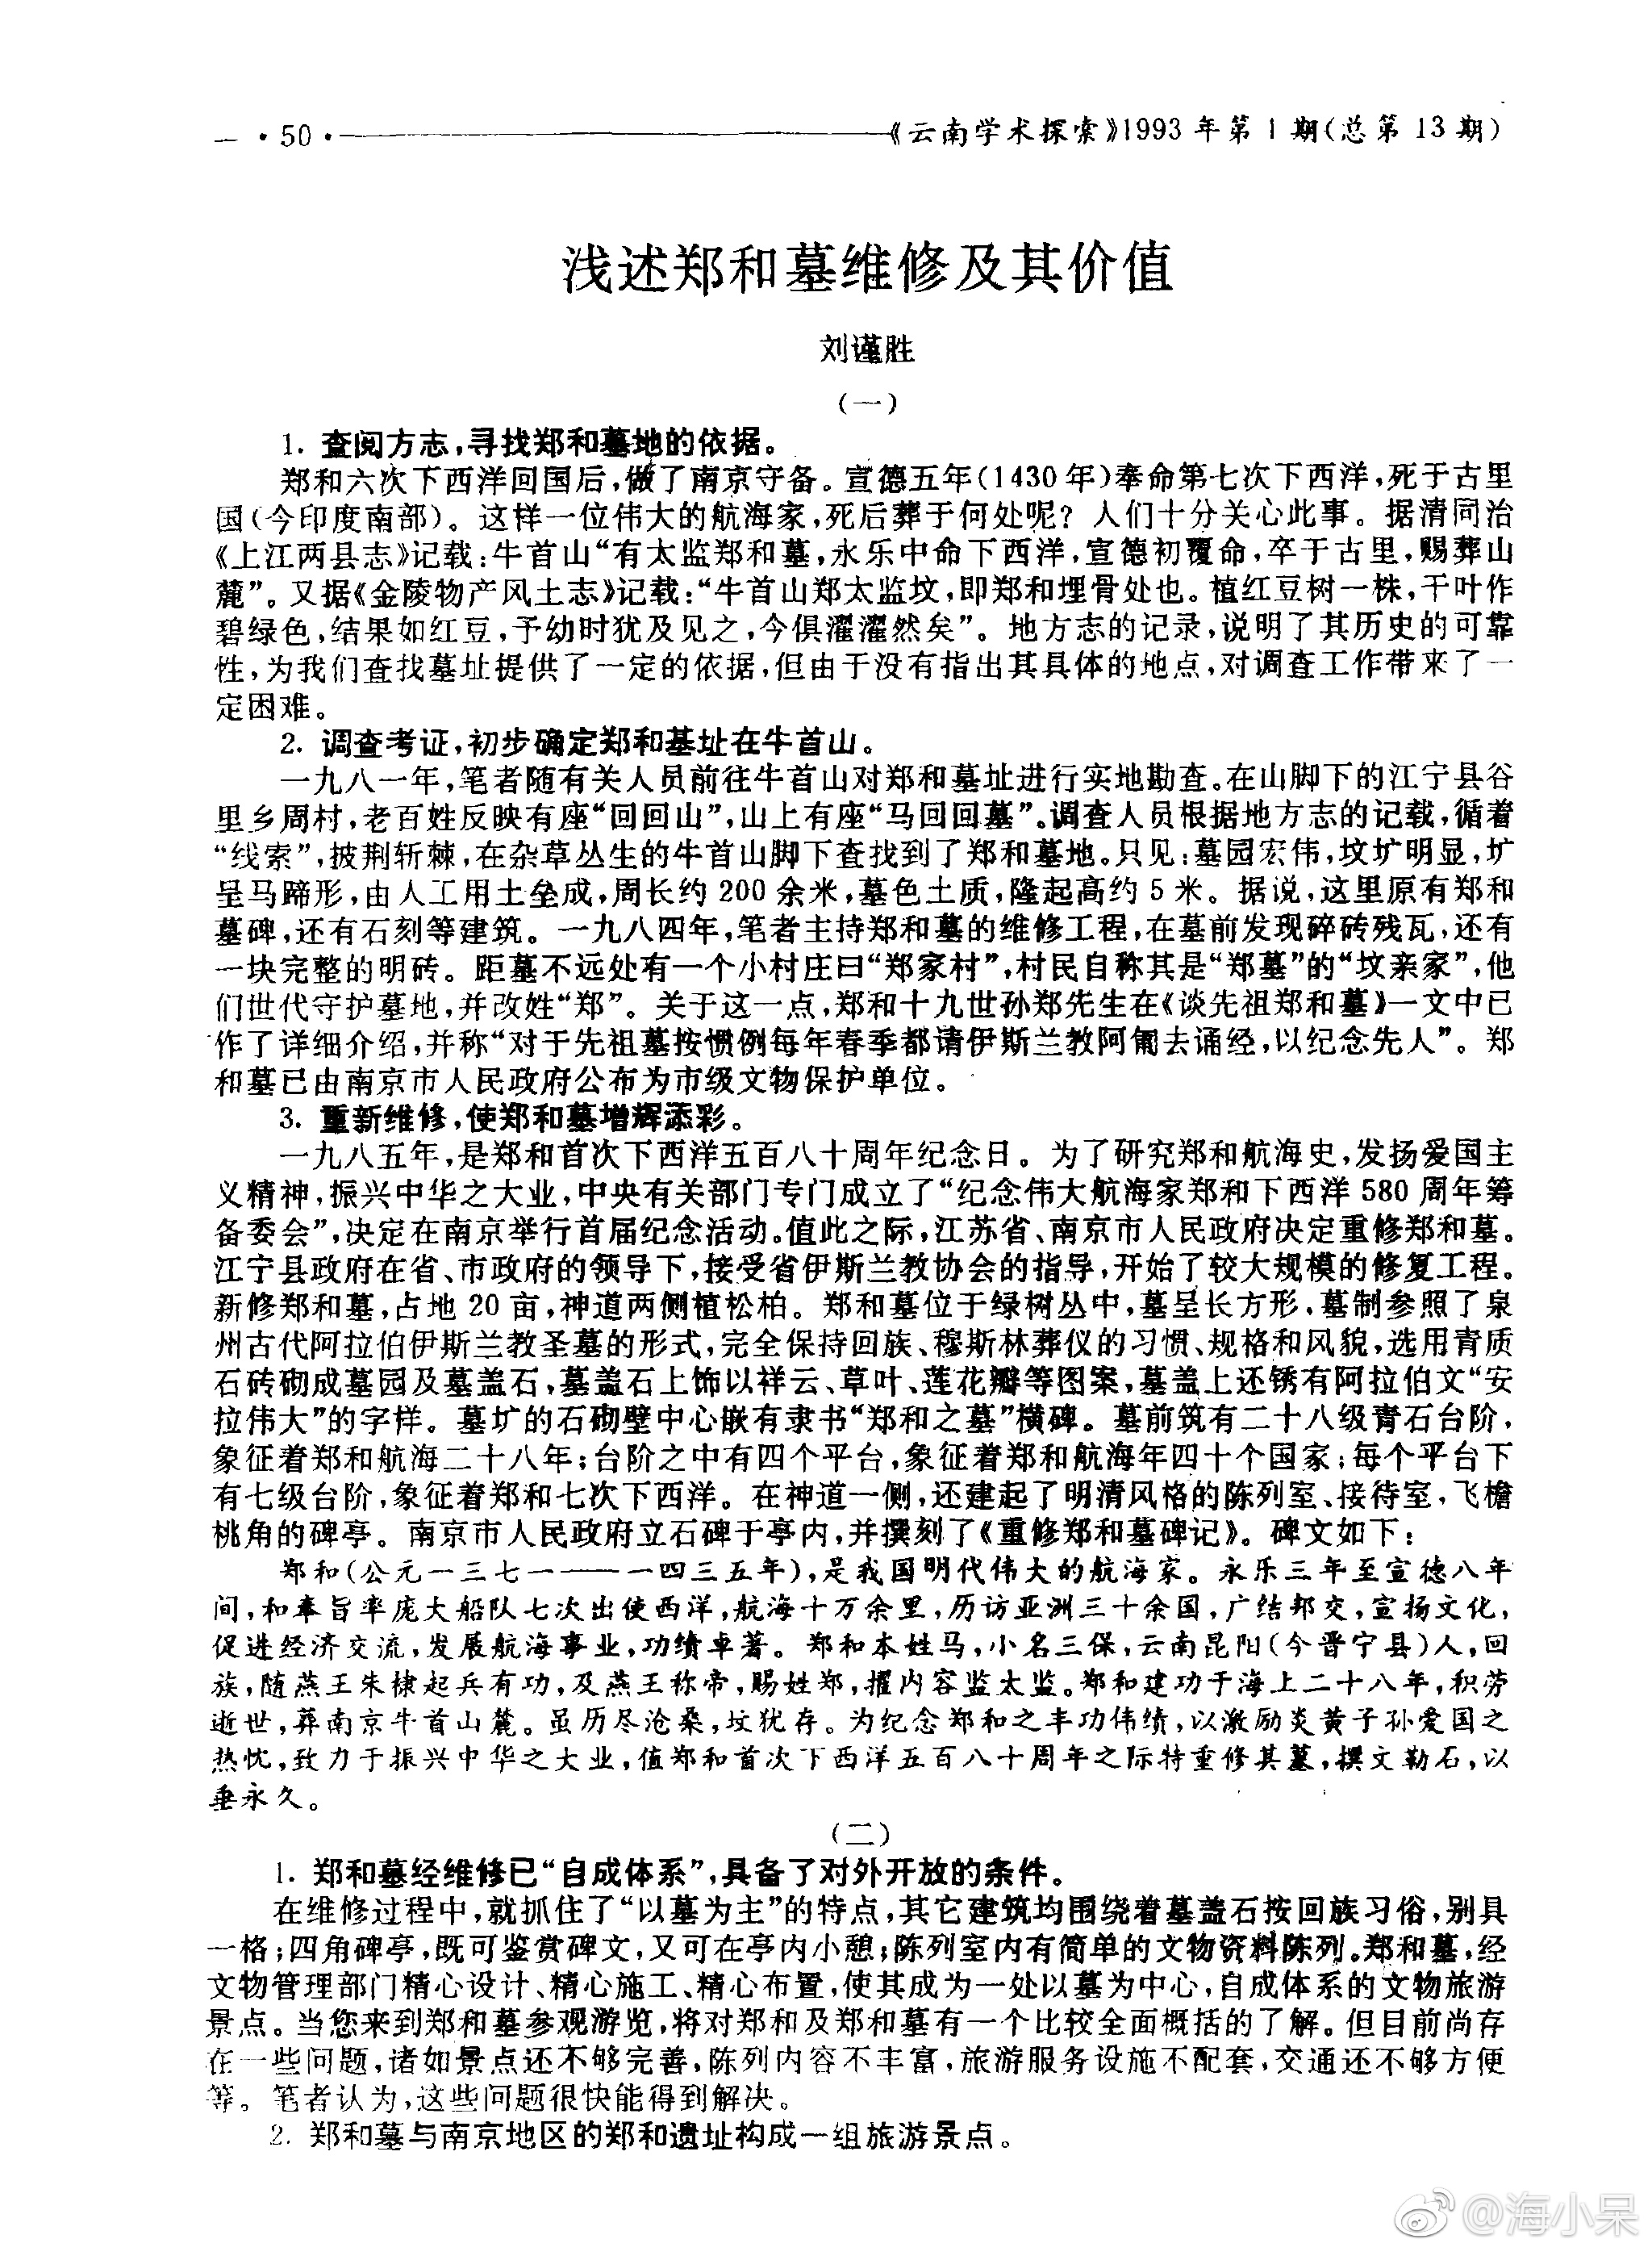 — · 50 · ————《云南学术探索》1993 年第 1 期(总第 13 期)
浅述郑和墓维修及其价值
刘谨胜
(一)
1. 查阅方志,寻找郑和墓地的依据。
郑和六次下西洋回国后,做了南京守备。宣德五年(1430 年)奉命第七次下西洋,死于古里
国(今印度南部)。这样一位伟大的航海家,死后葬于何处呢?人们十分关心此事。据清同治
《上江两县志》记载:牛首山“有太监郑和墓,永乐中命下西洋,宣德初覆命,卒于古里,赐葬山
麓”。又据《金陵物产风土志》记载:“牛首山郑太监坟,即郑和埋骨处也。植红豆树一株,干叶作
碧绿色,结果如红豆,予幼时犹及见之,今俱濯濯然矣”。地方志的记录,说明了其历史的可靠
性,为我们查找墓址提供了一定的依据,但由于没有指出其具体的地点,对调查工作带来了一
定困难。
2. 调查考证,初步确定郑和基址在牛首山。
一九八一年,笔者随有关人员前往牛首山对郑和墓址进行实地勘查。在山脚下的江宁县谷
里乡周村,老百姓反映有座“回回山”,山上有座“马回回墓”。调查人员根据地方志的记载,循着
“线索”,披荆斩棘,在杂草丛生的牛首山脚下查找到了郑和墓地。只见:墓园宏伟,坟圹明显,圹
呈马蹄形,由人工用土垒成,周长约 200 余米,墓色土质,隆起高约 5 米。据说,这里原有郑和
墓碑,还有石刻等建筑。一九八四年,笔者主持郑和墓的维修工程,在墓前发现碎砖残瓦,还有
一块完整的明砖。距墓不远处有一个小村庄曰“郑家村”,村民自称其是“郑墓”的“坟亲家”,他
们世代守护墓地,并改姓“郑”。关于这一点,郑和十九世孙郑先生在《谈先祖郑和墓》一文中已
作了详细介绍,并称“对于先祖墓按惯例每年春季都请伊斯兰教阿訇去诵经,以纪念先人”。郑
和墓已由南京市人民政府公布为市级文物保护单位。
3. 重新维修,使郑和墓增辉添彩。
一九八五年,是郑和首次下西洋五百八十周年纪念日。为了研究郑和航海史,发扬爱国主
义精神,振兴中华之大业,中央有关部门专门成立了“纪念伟大航海家郑和下西洋 580 周年筹
备委会”,决定在南京举行首届纪念活动。值此之际,江苏省、南京市人民政府决定重修郑和墓。
江宁县政府在省、市政府的领导下,接受省伊斯兰教协会的指导,开始了较大规模的修复工程。
新修郑和墓,占地 20 亩,神道两侧植松柏。郑和墓位于绿树丛中,墓呈长方形,墓制参照了泉
州古代阿拉伯伊斯兰教圣墓的形式,完全保持回族、穆斯林葬仪的习惯、规格和风貌,选用青质
石砖砌成墓园及墓盖石,墓盖石上饰以祥云、草叶、莲花瓣等图案,墓盖上还锈有阿拉伯文“安
拉伟大”的字样。墓圹的石砌壁中心嵌有隶书“郑和之墓”横碑。墓前筑有二十八级青石台阶,
象征着郑和航海二十八年;台阶之中有四个平台,象征着郑和航海年四十个国家;每个平台下
有七级台阶,象征着郑和七次下西洋。在神道一侧,还建起了明清风格的陈列室、接待室,飞檐
桃角的碑亭。南京市人民政府立石碑于亭内,并撰刻了《重修郑和墓碑记》。碑文如下:
郑和(公元一三七一——一四三五年),是我国明代伟大的航海家。永乐三年至宣德八年
间,和奉旨率庞大船队七次出使西洋,航海十万余里,历访亚洲三十余国,广结邦交,宣扬文化,
促进经济交流,发展航海事业,功绩卓著。郑和本姓马,小名三保,云南昆阳(今晋宁县)人,回
族,随燕王朱棣起兵有功,及燕王称帝,赐姓郑,擢内容监太监。郑和建功于海上二十八年,积劳
逝世,葬南京牛首山麓。虽历尽沧桑,坟犹存。为纪念郑和之丰功伟绩,以激励炎黄子孙爱国之
热忱,致力于振兴中华之大业,值郑和首次下西洋五百八十周年之际特重修其墓,撰文勒石,以
垂永久。
(二)
1. 郑和墓经维修已“自成体系”,具备了对外开放的条件。
在维修过程中,就抓住了“以墓为主”的特点,其它建筑均围绕着墓盖石按回族习俗,别具
一格;四角碑亭,既可鉴赏碑文,又可在亭内小憩;陈列室内有简单的文物资料陈列。郑和墓,经
文物管理部门精心设计、精心施工、精心布置,使其成为一处以墓为中心,自成体系的文物旅游
景点。当您来到郑和墓参观游览,将对郑和及郑和墓有一个比较全面概括的了解。但目前尚存
在一些问题,诸如景点还不够完善,陈列内容不丰富,旅游服务设施不配套,交通还不够方便
等。笔者认为,这些问题很快能得到解决。
2. 郑和墓与南京地区的郑和遗址构成一组旅游景点。
@海小呆